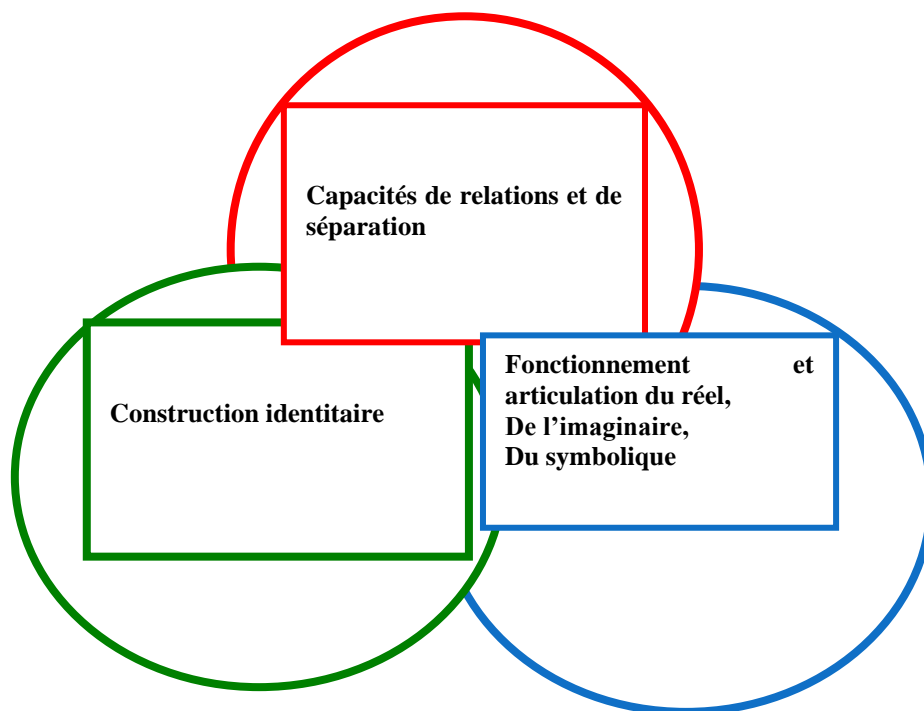 Capacités de relations et de
séparation
Construction identitaire
Fonctionnement et
articulation du réel,
De l’imaginaire,
Du symbolique